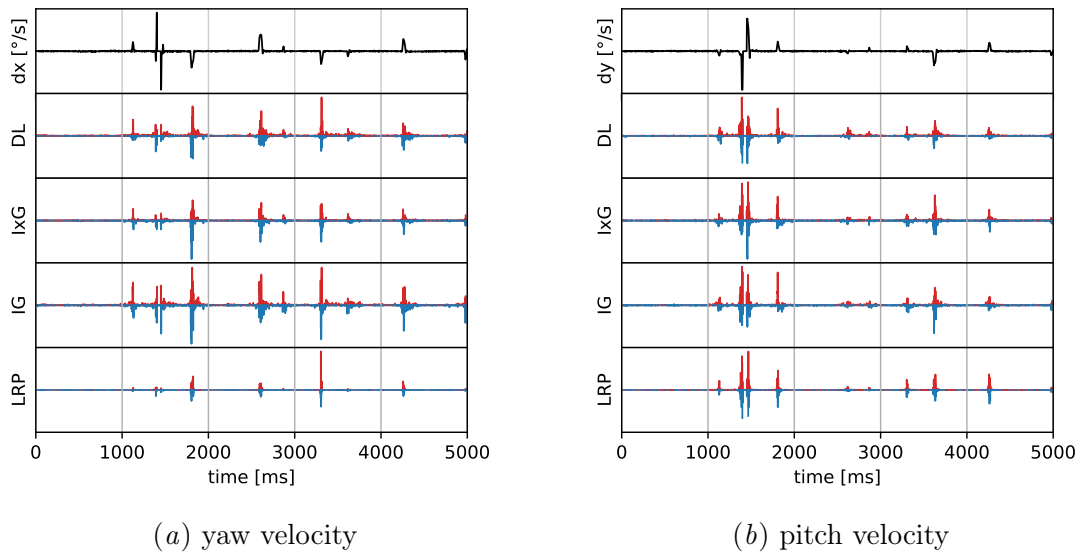 dx [°/s]
DL
IxG
IG
LRP
0 1000 2000 3000 4000 5000
time [ms]
(a) yaw velocity
dy [°/s]
DL
IxG
IG
LRP
0 1000 2000 3000 4000 5000
time [ms]
(b) pitch velocity